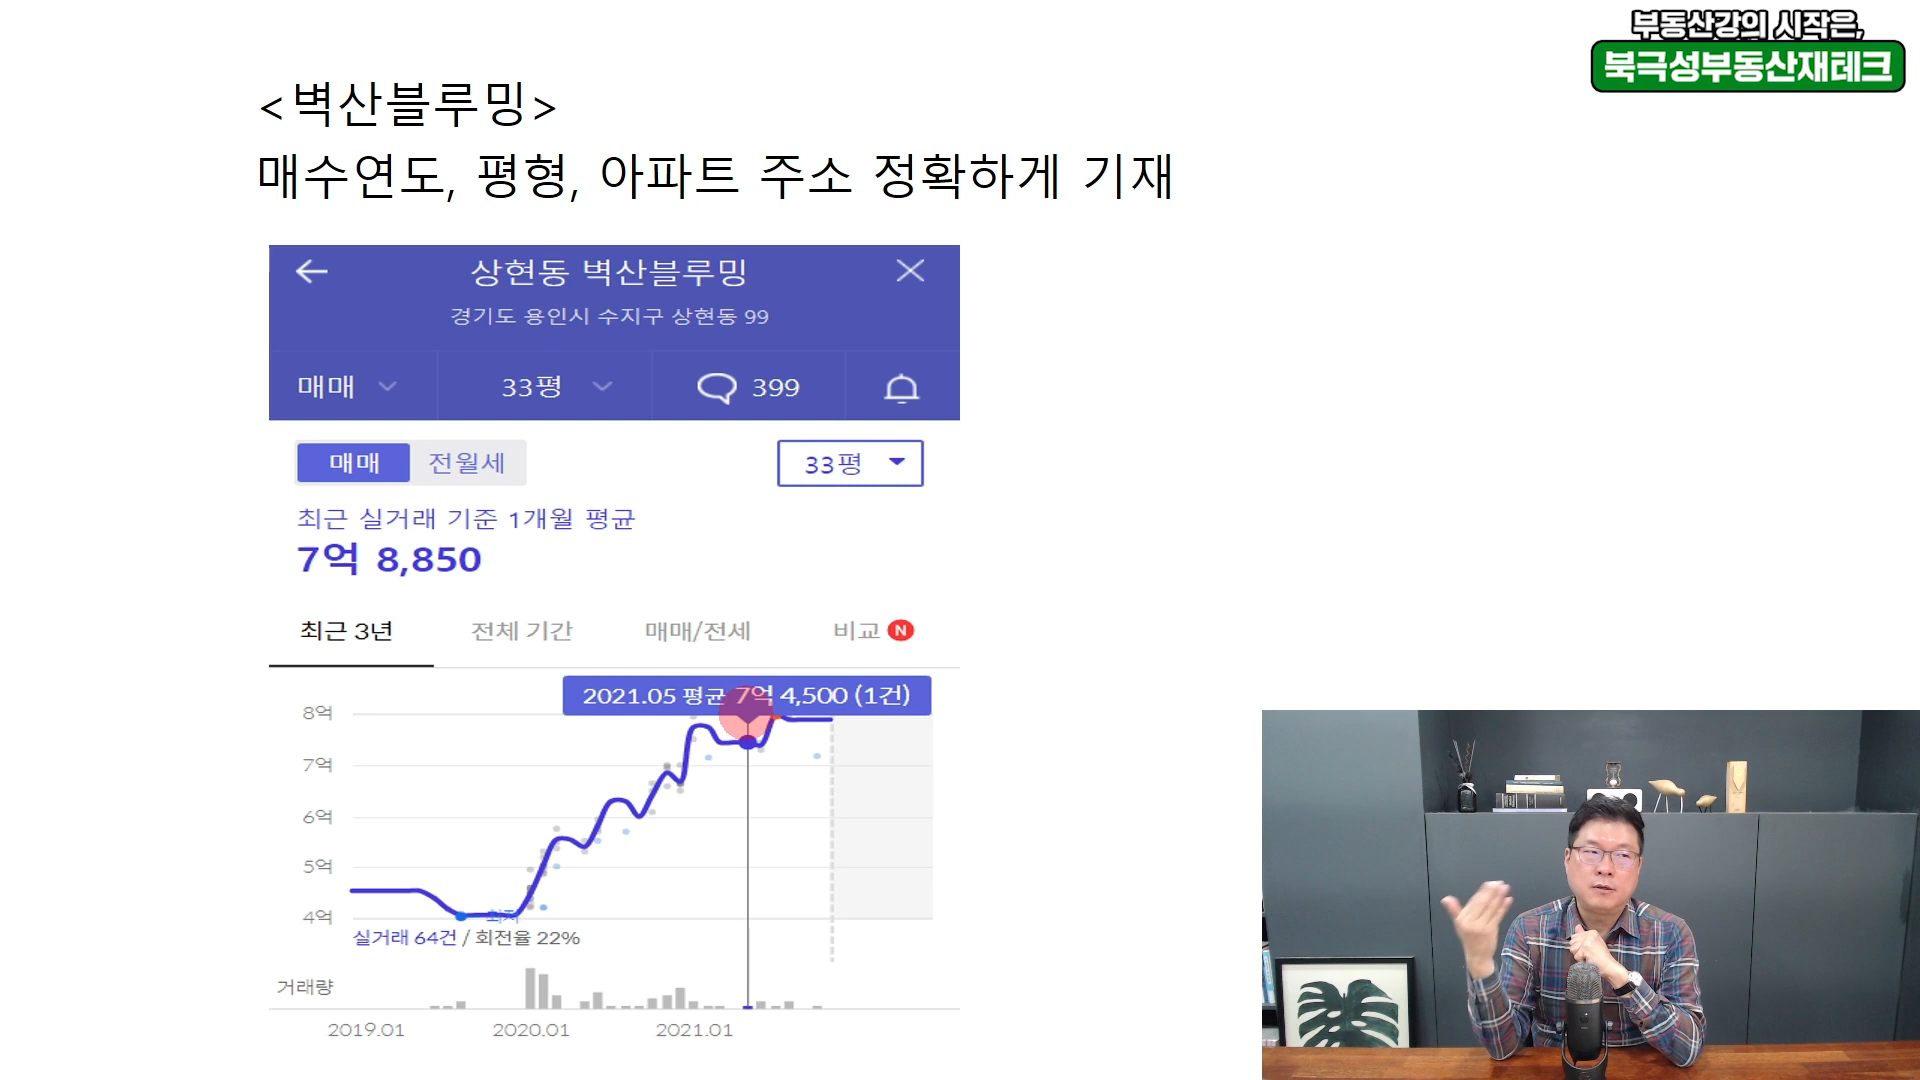 부동산강의 시작은,
북극성부동산재테크
<벽산블루밍>
매수연도, 평형, 아파트 주소 정확하게 기재
상현동 벽산블루밍
경기도 용인시 수지구 상현동 99
매매 33평 399
매매 전월세 33평
최근 실거래 기준 1개월 평균
7억 8,850
최근 3년 전체 기간 매매/전세 비교 N
2021.05 평균 7억 4,500 (1건)
8억
7억
6억
5억
4억
최저
실거래 64건 / 회전율 22%
거래량
2019.01 2020.01 2021.01